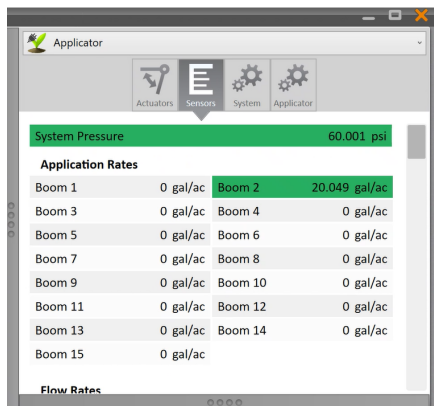 Applicator
Actuators Sensors System Applicator
System Pressure 60.001 psi
Application Rates
Boom 1 0 gal/ac Boom 2 20.049 gal/ac
Boom 3 0 gal/ac Boom 4 0 gal/ac
Boom 5 0 gal/ac Boom 6 0 gal/ac
Boom 7 0 gal/ac Boom 8 0 gal/ac
Boom 9 0 gal/ac Boom 10 0 gal/ac
Boom 11 0 gal/ac Boom 12 0 gal/ac
Boom 13 0 gal/ac Boom 14 0 gal/ac
Boom 15 0 gal/ac
Flow Rates